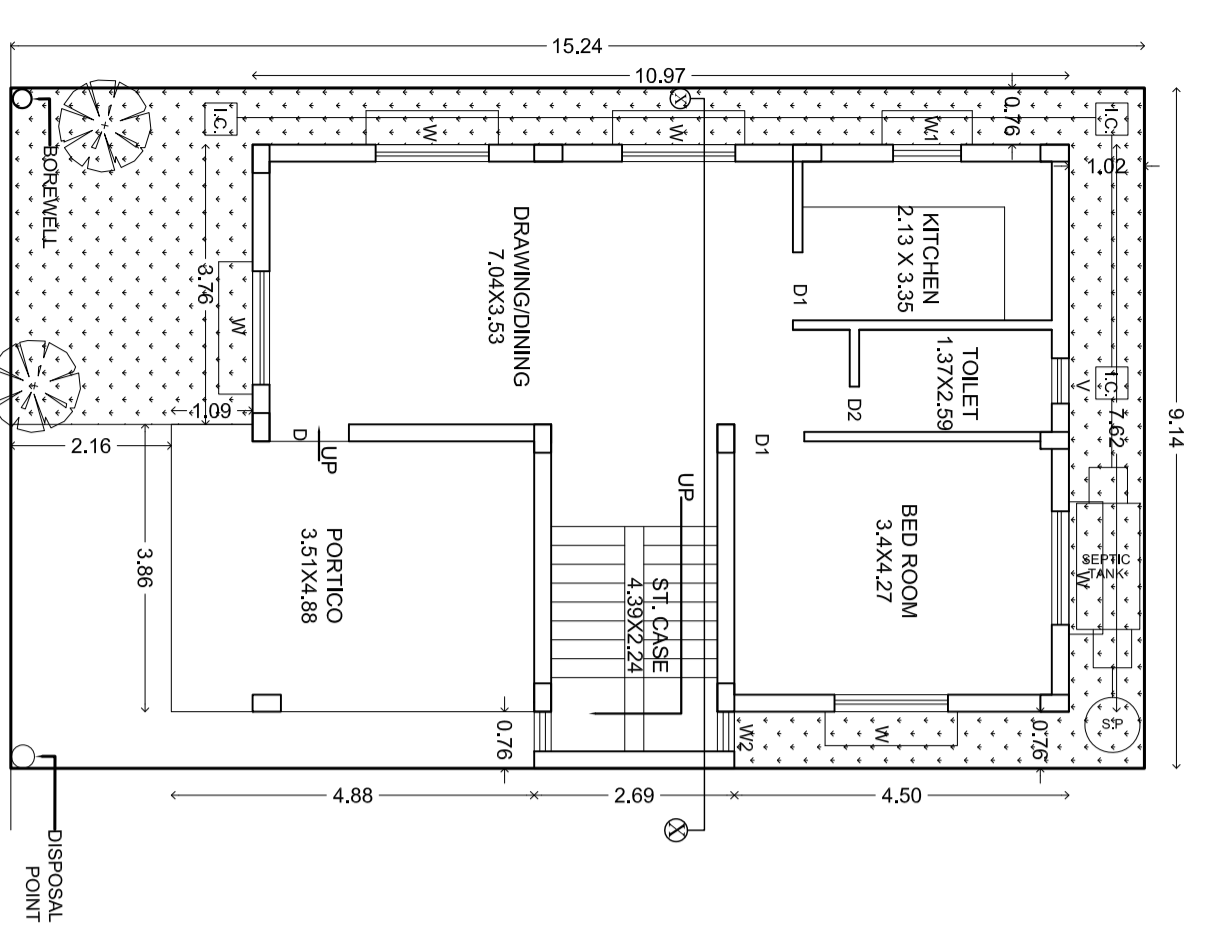 15.24
10.97
X
I.C.
W
W
W1
0.76
I.C.
1.02
BOREWELL
3.76
W
DRAWING/DINING
7.04X3.53
KITCHEN
2.13 X 3.35
D1
TOILET
1.37X2.59
V
I.C.
7.62
9.14
D2
1.09
2.16
D
UP
D1
UP
BED ROOM
3.4X4.27
SEPTIC
TANK
W
PORTICO
3.51X4.88
3.86
ST. CASE
4.39X2.24
0.76
W2
W
0.76
S.P
4.88
2.69
4.50
X
DISPOSAL
POINT